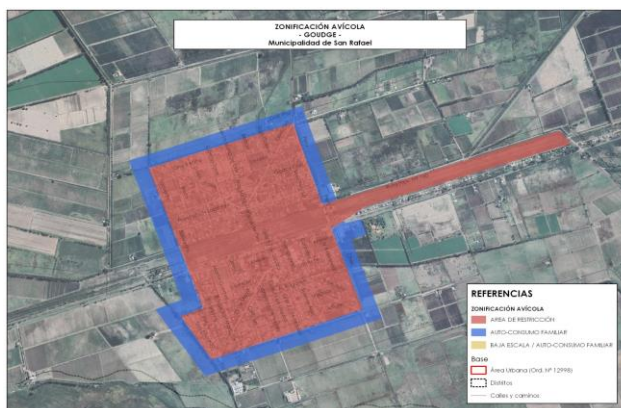 ZONIFICACIÓN AVÍCOLA
- GOUDGE -
Municipalidad de San Rafael
REFERENCIAS
ZONIFICACIÓN AVÍCOLA
AREA DE RESTRICCIÓN
AUTO-CONSUMO FAMILIAR
BAJA ESCALA / AUTO-CONSUMO FAMILIAR
Base
Área Urbana (Ord. Nº 12998)
Distritos
Calles y caminos